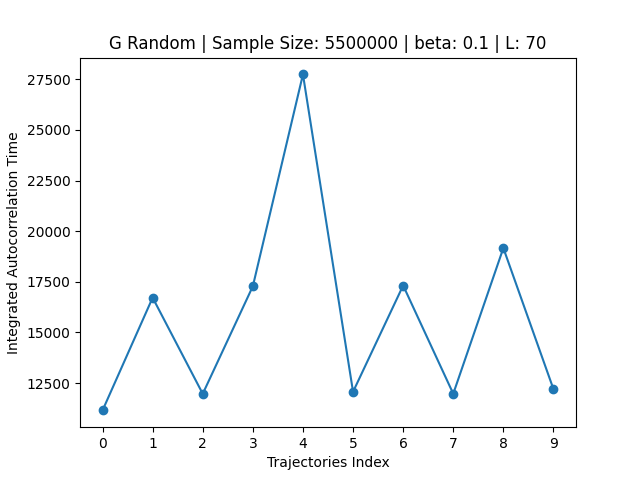 G Random | Sample Size: 5500000 | beta: 0.1 | L: 70
Integrated Autocorrelation Time
27500
25000
22500
20000
17500
15000
12500
0 1 2 3 4 5 6 7 8 9
Trajectories Index